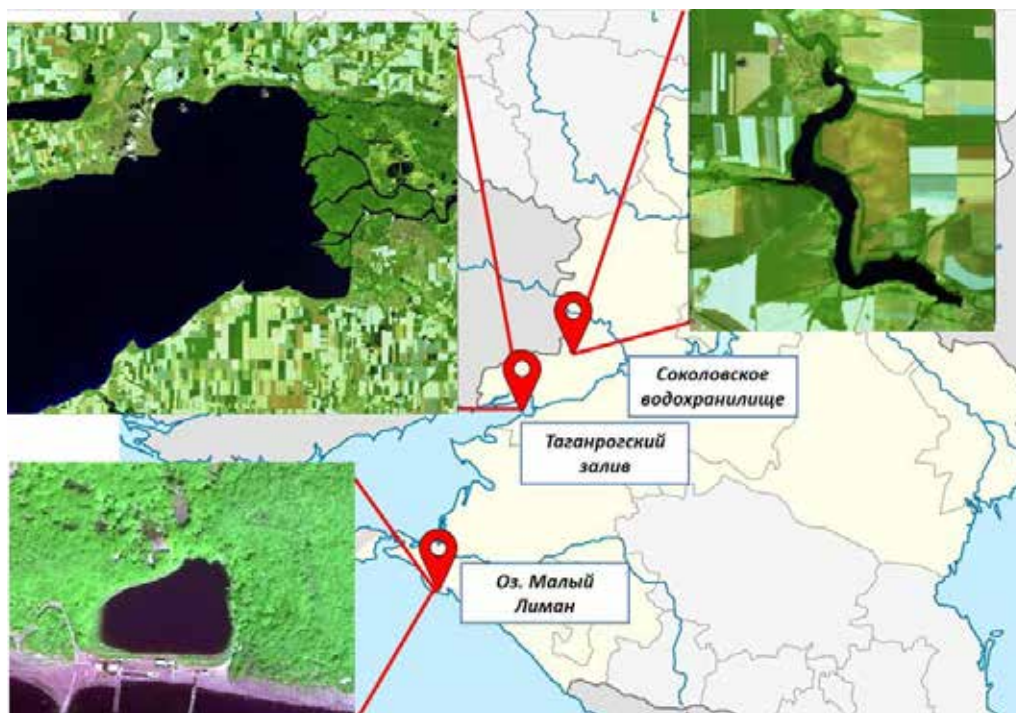 Соколовское
водохранилище
Таганрогский
залив
Оз. Малый
Лиман